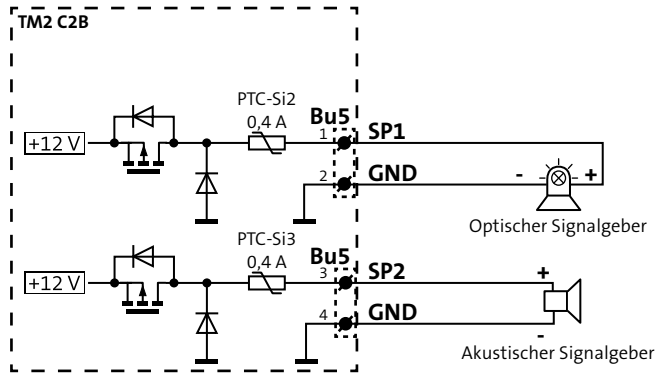 TM2 C2B
PTC-Si2
0,4 A
Bu5
+12 V
1
SP1
2
GND
- +
Optischer Signalgeber
PTC-Si3
0,4 A
Bu5
+12 V
3
SP2
+
4
GND
-
Akustischer Signalgeber